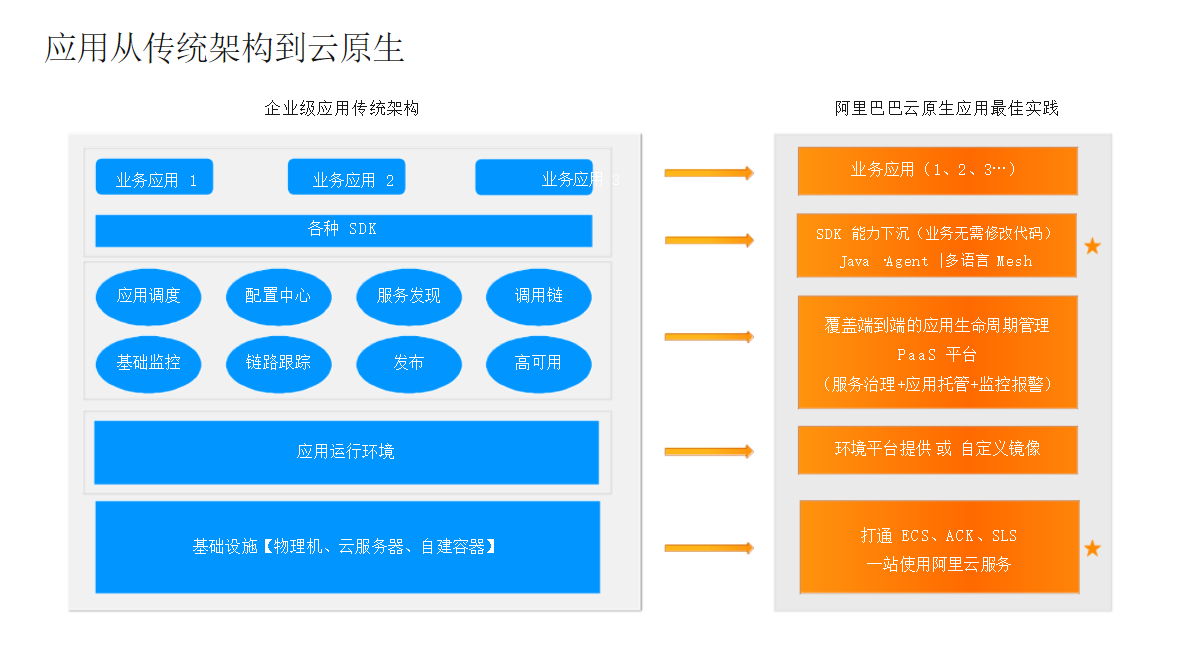 应用从传统架构到云原生
企业级应用传统架构
阿里巴巴云原生应用最佳实践
业务应用 1
业务应用 2
业务应用 3
各种 SDK
应用调度
配置中心
服务发现
调用链
基础监控
链路跟踪
发布
高可用
应用运行环境
基础设施【物理机、云服务器、自建容器】
业务应用（1、2、3…）
SDK 能力下沉（业务无需修改代码）
Java ·Agent |多语言 Mesh
覆盖端到端的应用生命周期管理
PaaS 平台
（服务治理+应用托管+监控报警）
环境平台提供 或 自定义镜像
打通 ECS、ACK、SLS
一站使用阿里云服务